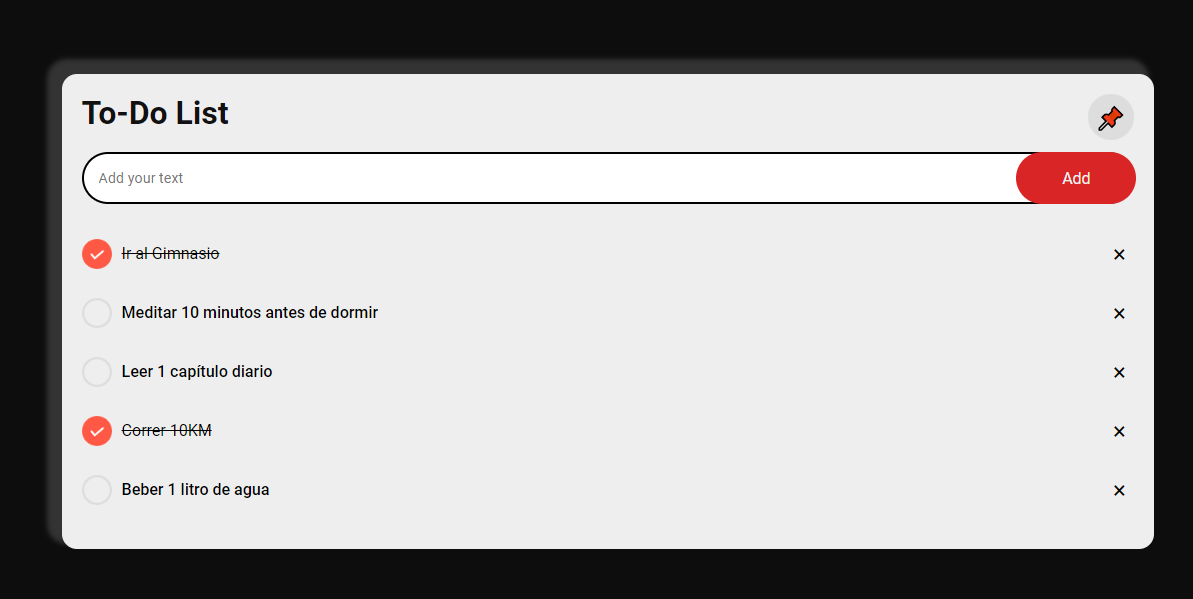 To-Do List
Add your text
Add
Ir al Gimnasio
Meditar 10 minutos antes de dormir
Leer 1 capítulo diario
Correr 10KM
Beber 1 litro de agua